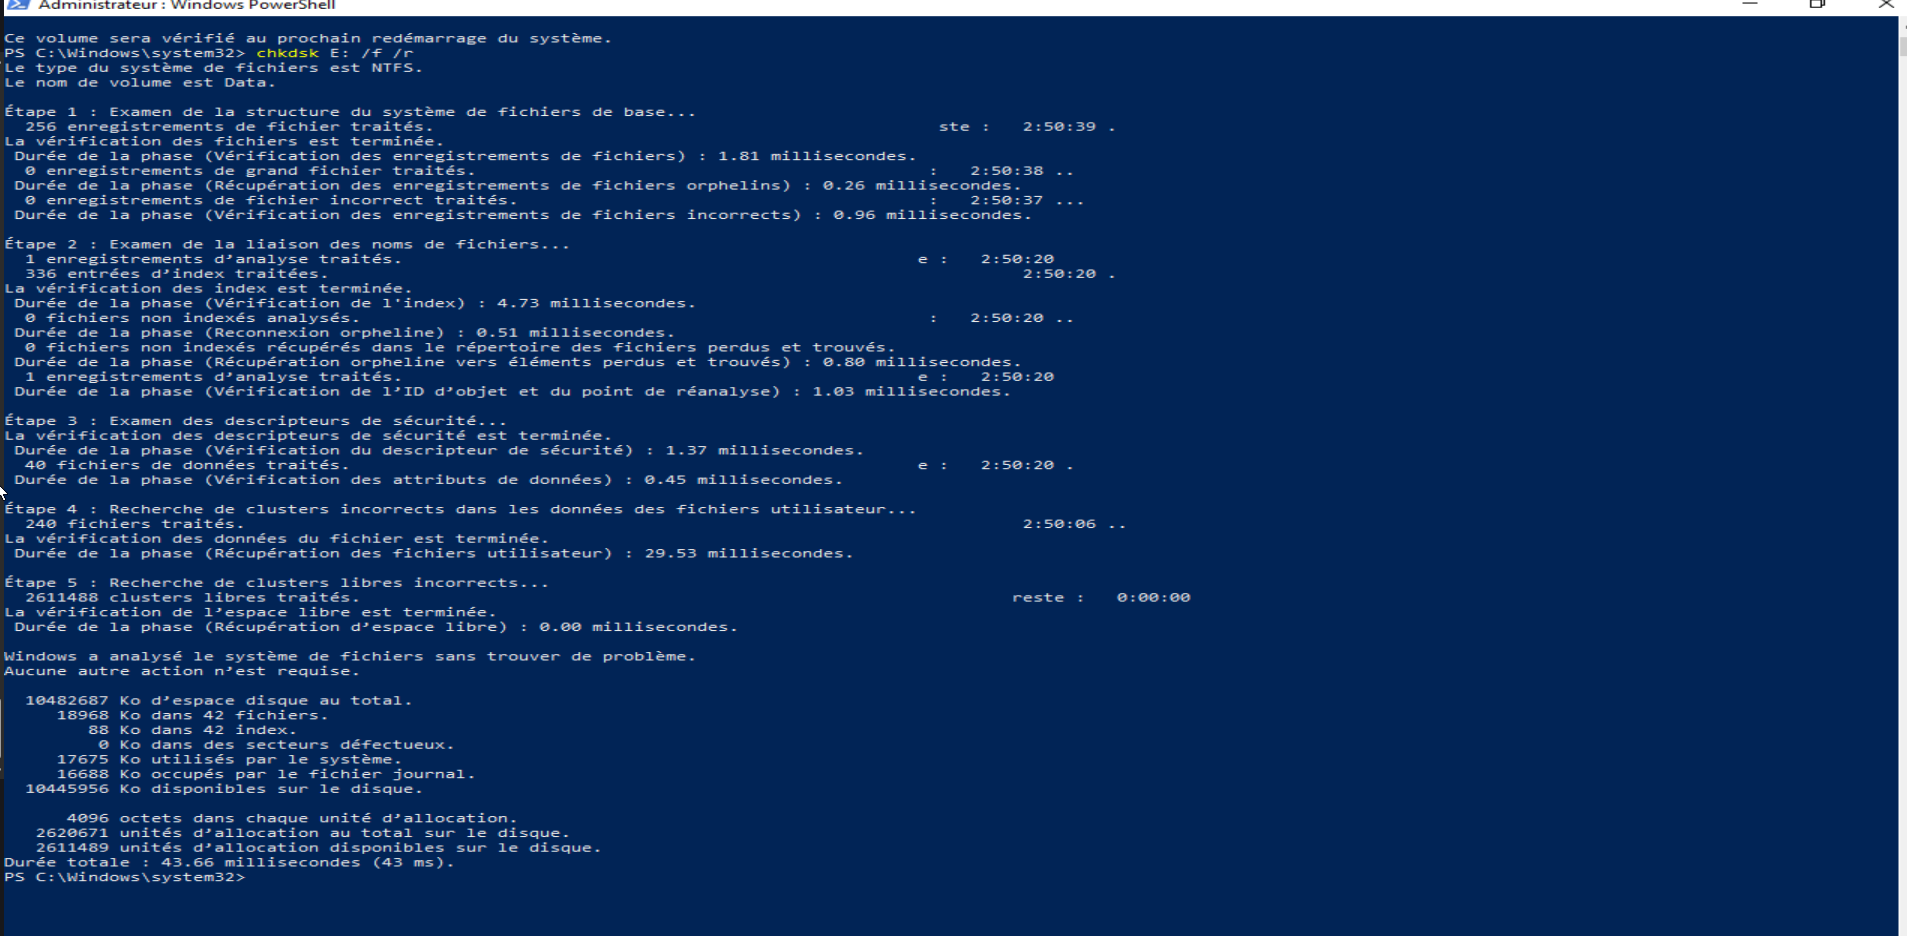 Administrateur : Windows PowerShell
Ce volume sera vérifié au prochain redémarrage du système.
PS C:\Windows\system32> chkdsk E: /f /r
Le type du système de fichiers est NTFS.
Le nom de volume est Data.
Étape 1 : Examen de la structure du système de fichiers de base...
256 enregistrements de fichier traités. ste : 2:50:39 .
La vérification des fichiers est terminée.
Durée de la phase (Vérification des enregistrements de fichiers) : 1.81 millisecondes.
0 enregistrements de grand fichier traités. : 2:50:38 ..
Durée de la phase (Récupération des enregistrements de fichiers orphelins) : 0.26 millisecondes.
0 enregistrements de fichier incorrect traités. : 2:50:37 ...
Durée de la phase (Vérification des enregistrements de fichiers incorrects) : 0.96 millisecondes.
Étape 2 : Examen de la liaison des noms de fichiers...
1 enregistrements d’analyse traités. e : 2:50:20
336 entrées d’index traitées. 2:50:20 .
La vérification des index est terminée.
Durée de la phase (Vérification de l'index) : 4.73 millisecondes.
0 fichiers non indexés analysés. : 2:50:20 ..
Durée de la phase (Reconnexion orpheline) : 0.51 millisecondes.
0 fichiers non indexés récupérés dans le répertoire des fichiers perdus et trouvés.
Durée de la phase (Récupération orpheline vers éléments perdus et trouvés) : 0.80 millisecondes.
1 enregistrements d’analyse traités. e : 2:50:20
Durée de la phase (Vérification de l’ID d’objet et du point de réanalyse) : 1.03 millisecondes.
Étape 3 : Examen des descripteurs de sécurité...
La vérification des descripteurs de sécurité est terminée.
Durée de la phase (Vérification du descripteur de sécurité) : 1.37 millisecondes.
40 fichiers de données traités. e : 2:50:20 .
Durée de la phase (Vérification des attributs de données) : 0.45 millisecondes.
Étape 4 : Recherche de clusters incorrects dans les données des fichiers utilisateur...
240 fichiers traités. 2:50:06 ..
La vérification des données du fichier est terminée.
Durée de la phase (Récupération des fichiers utilisateur) : 29.53 millisecondes.
Étape 5 : Recherche de clusters libres incorrects...
2611488 clusters libres traités. reste : 0:00:00
La vérification de l’espace libre est terminée.
Durée de la phase (Récupération d’espace libre) : 0.00 millisecondes.
Windows a analysé le système de fichiers sans trouver de problème.
Aucune autre action n’est requise.
10482687 Ko d’espace disque au total.
18968 Ko dans 42 fichiers.
88 Ko dans 42 index.
0 Ko dans des secteurs défectueux.
17675 Ko utilisés par le système.
16688 Ko occupés par le fichier journal.
10445956 Ko disponibles sur le disque.
4096 octets dans chaque unité d’allocation.
2620671 unités d’allocation au total sur le disque.
2611489 unités d’allocation disponibles sur le disque.
Durée totale : 43.66 millisecondes (43 ms).
PS C:\Windows\system32>